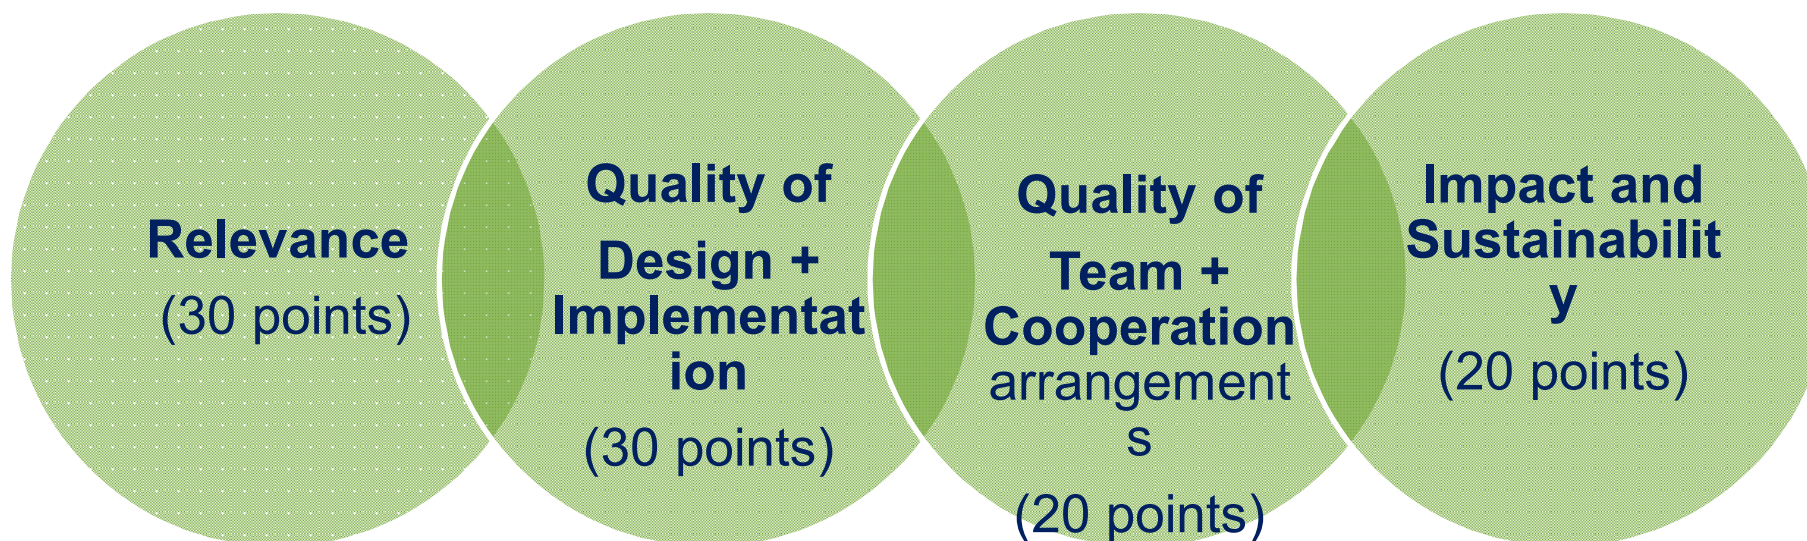 Relevance
(30 points)
Quality of
Design +
Implementat
ion
(30 points)
Quality of
Team +
Cooperation
arrangement
s
(20 points)
Impact and
Sustainabilit
y
(20 points)